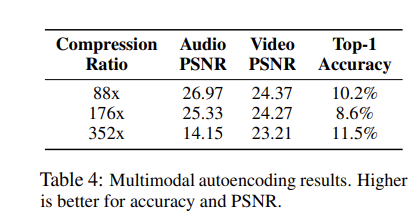 Compression Audio Video Top-1
Ratio PSNR PSNR Accuracy
88x 26.97 24.37 10.2%
176x 25.33 24.27 8.6%
352x 14.15 23.21 11.5%
Table 4: Multimodal autoencoding results. Higher
is better for accuracy and PSNR.